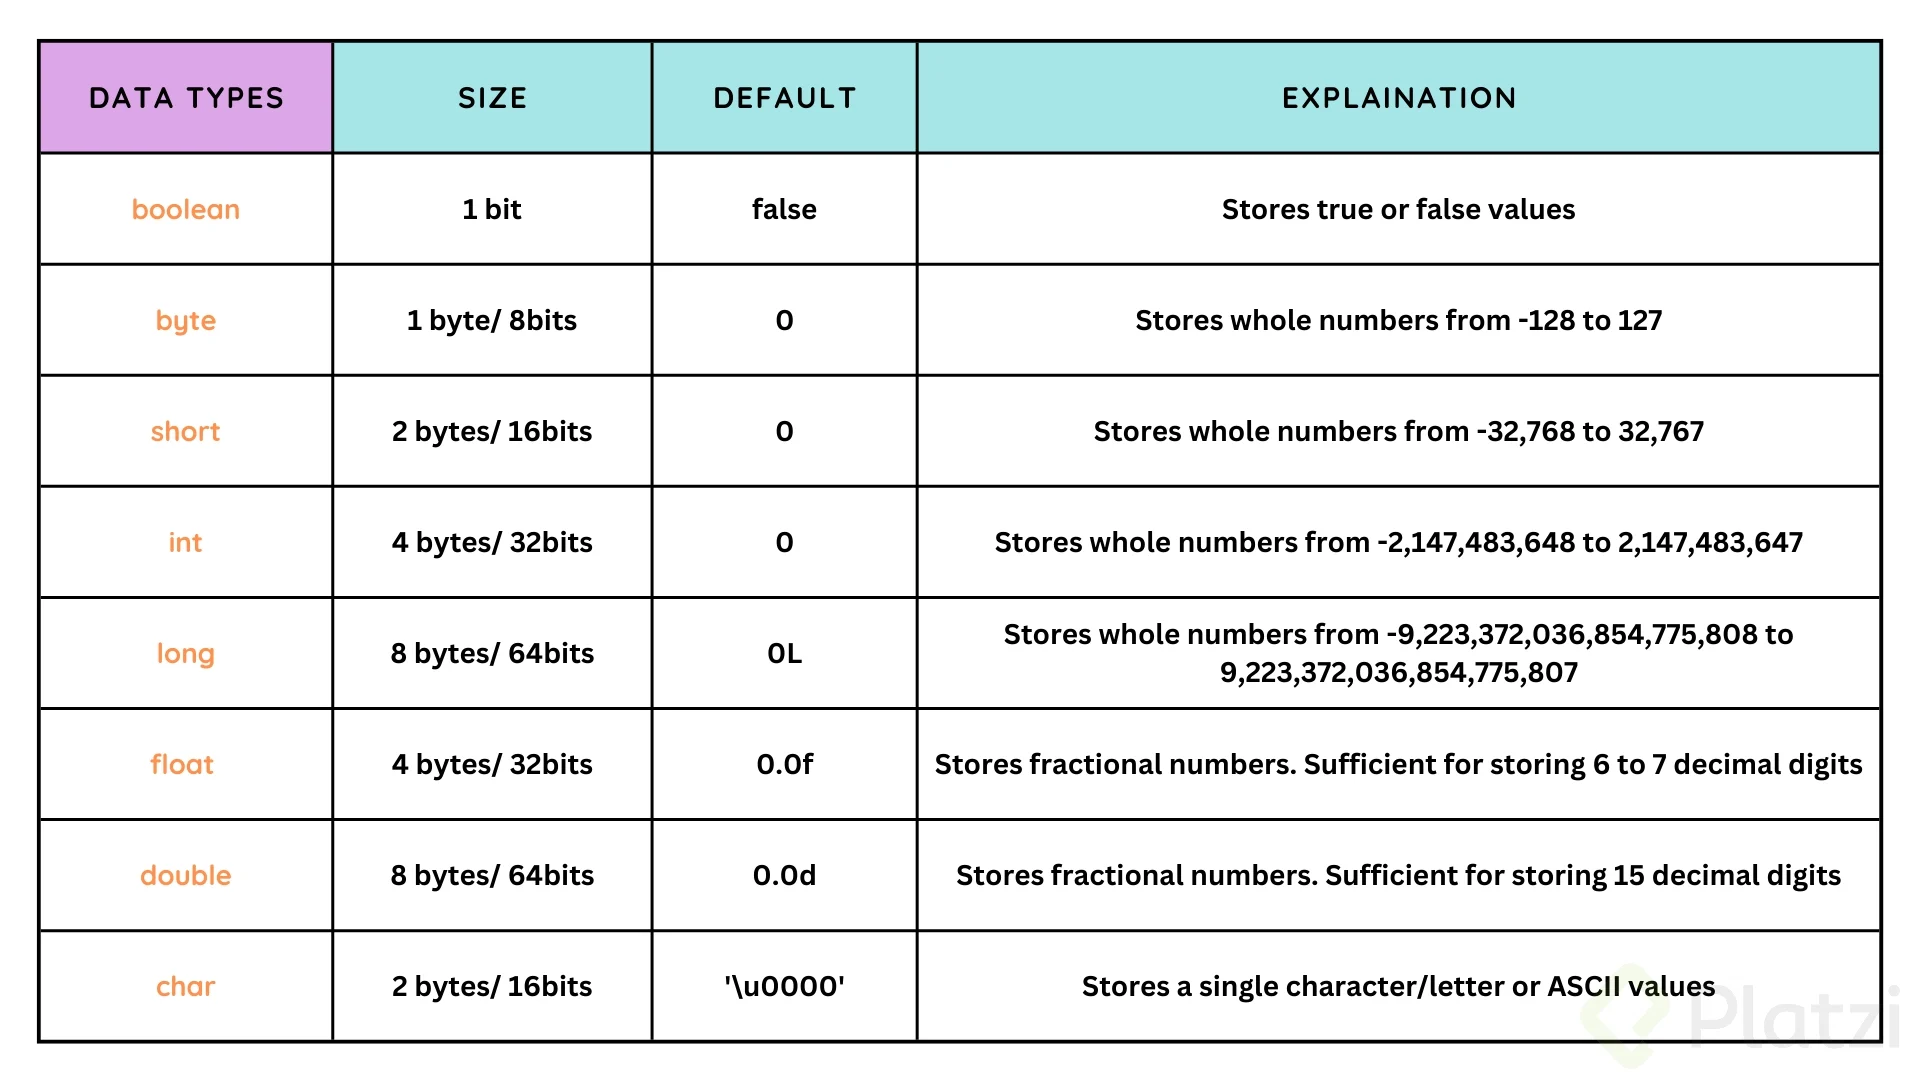 DATA TYPES SIZE DEFAULT EXPLAINATION
boolean 1 bit false Stores true or false values
byte 1 byte/ 8bits 0 Stores whole numbers from -128 to 127
short 2 bytes/ 16bits 0 Stores whole numbers from -32,768 to 32,767
int 4 bytes/ 32bits 0 Stores whole numbers from -2,147,483,648 to 2,147,483,647
long 8 bytes/ 64bits 0L Stores whole numbers from -9,223,372,036,854,775,808 to
9,223,372,036,854,775,807
float 4 bytes/ 32bits 0.0f Stores fractional numbers. Sufficient for storing 6 to 7 decimal digits
double 8 bytes/ 64bits 0.0d Stores fractional numbers. Sufficient for storing 15 decimal digits
char 2 bytes/ 16bits '\u0000' Stores a single character/letter or ASCII values
Platzi